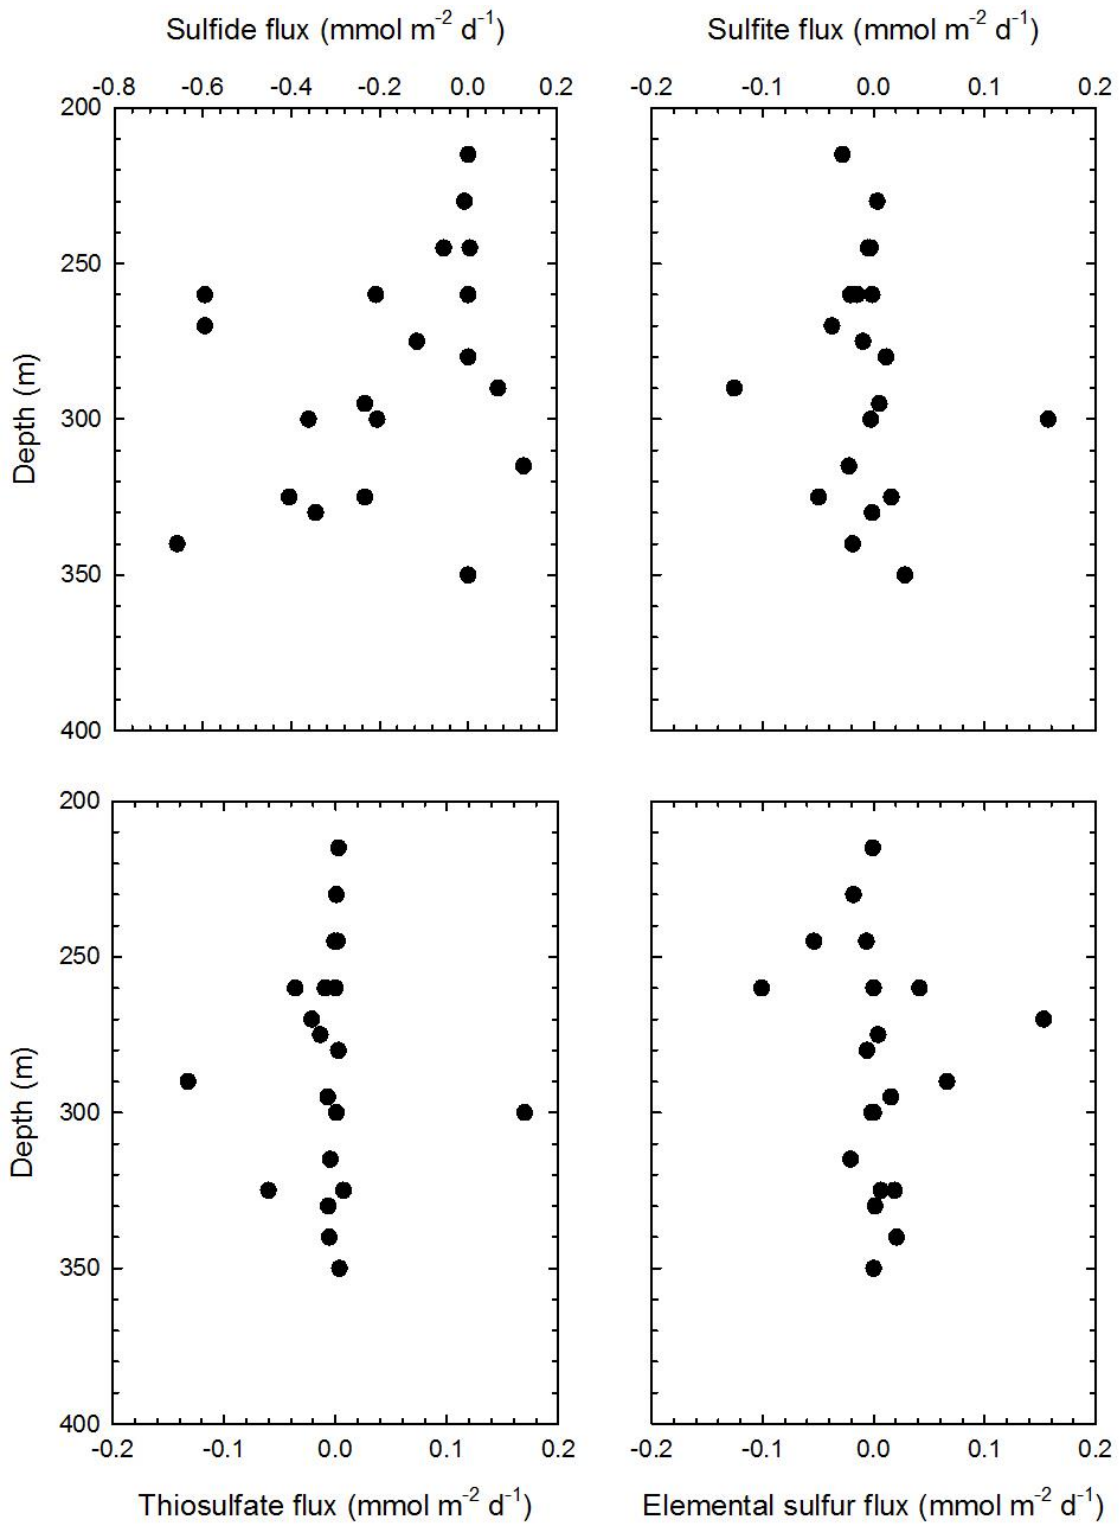 Sulfide flux (mmol m⁻² d⁻¹) Sulfite flux (mmol m⁻² d⁻¹)
-0.8 -0.6 -0.4 -0.2 0.0 0.2 -0.2 -0.1 0.0 0.1 0.2
200
250
300
350
400
Depth (m)
200
250
300
350
400
Depth (m)
-0.2 -0.1 0.0 0.1 0.2 -0.2 -0.1 0.0 0.1 0.2
Thiosulfate flux (mmol m⁻² d⁻¹) Elemental sulfur flux (mmol m⁻² d⁻¹)